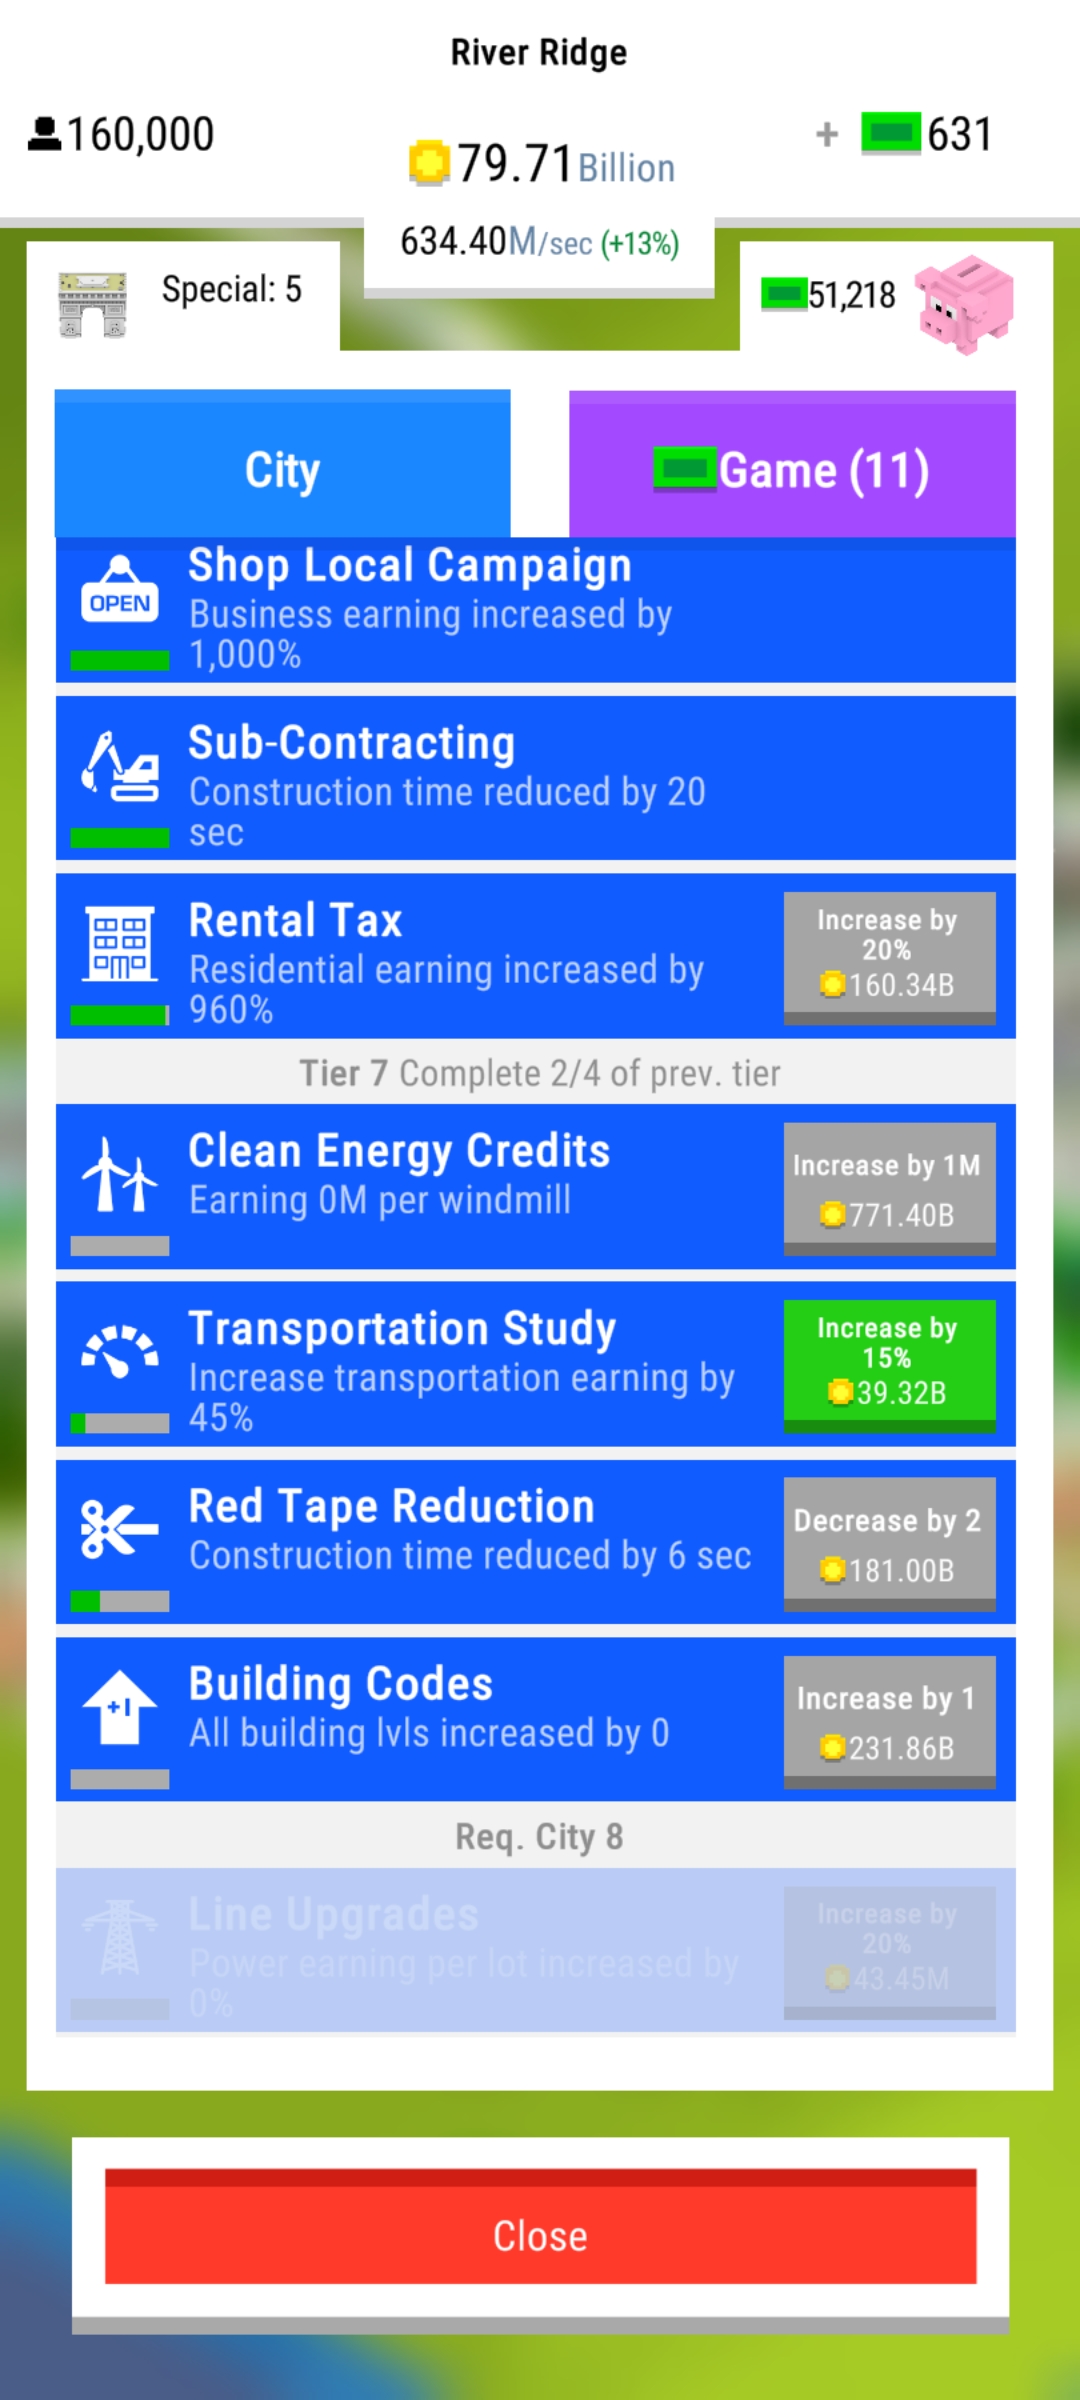 River Ridge
160,000
79.71 Billion
+ 631
634.40M/sec (+13%)
Special: 5
51,218
City
Game (11)
OPEN
Shop Local Campaign
Business earning increased by
1,000%
Sub-Contracting
Construction time reduced by 20
sec
Rental Tax
Residential earning increased by
960%
Increase by
20%
160.34B
Tier 7 Complete 2/4 of prev. tier
Clean Energy Credits
Earning 0M per windmill
Increase by 1M
771.40B
Transportation Study
Increase transportation earning by
45%
Increase by
15%
39.32B
Red Tape Reduction
Construction time reduced by 6 sec
Decrease by 2
181.00B
+1
Building Codes
All building lvls increased by 0
Increase by 1
231.86B
Req. City 8
Line Upgrades
Power earning per lot increased by
0%
Increase by
20%
43.45M
Close